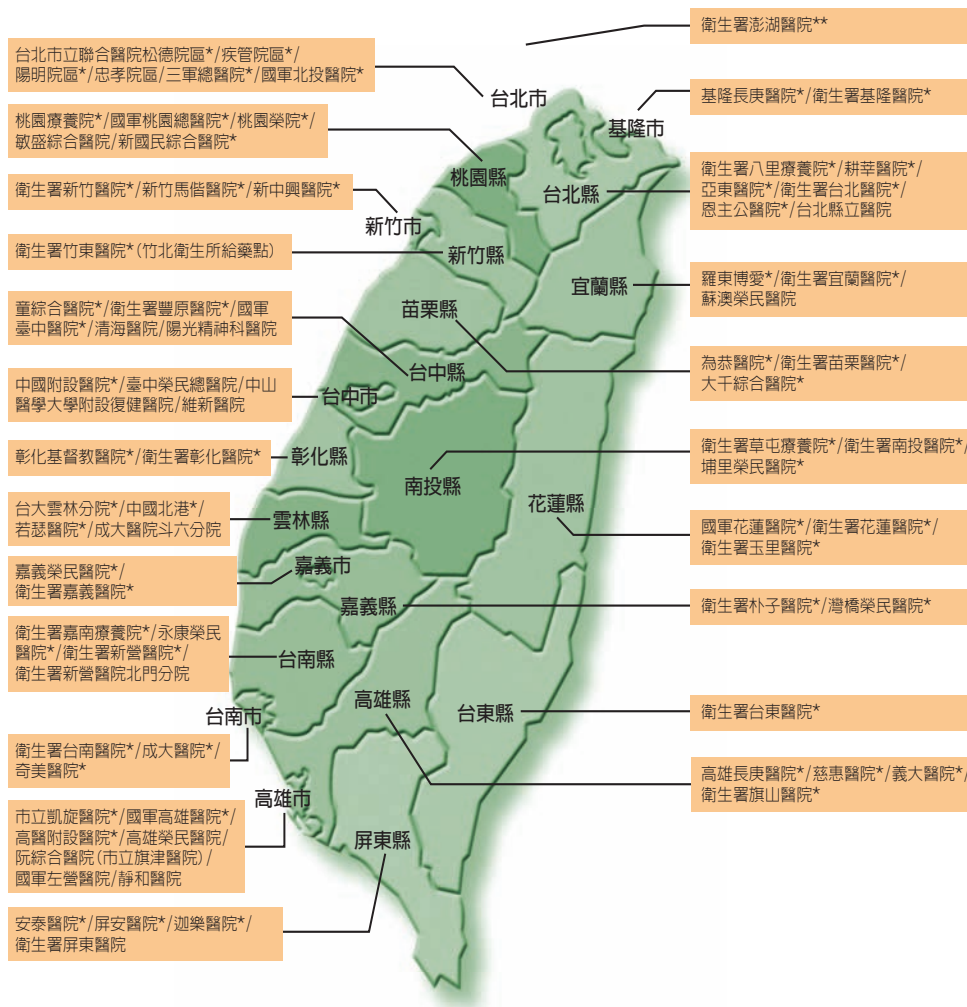 衛生署澎湖醫院**
台北市立聯合醫院松德院區*/疾管院區*/
陽明院區*/忠孝院區/三軍總醫院*/國軍北投醫院*
台北市
基隆長庚醫院*/衛生署基隆醫院*
基隆市
桃園療養院*/國軍桃園總醫院*/桃園榮院*/
敏盛綜合醫院/新國民綜合醫院*
桃園縣
衛生署八里療養院*/耕莘醫院*/
亞東醫院*/衛生署台北醫院*/
恩主公醫院*/台北縣立醫院
台北縣
衛生署新竹醫院*/新竹馬偕醫院*/新中興醫院*
新竹市
衛生署竹東醫院*(竹北衛生所給藥點)
新竹縣
羅東博愛*/衛生署宜蘭醫院*/
蘇澳榮民醫院
宜蘭縣
童綜合醫院*/衛生署豐原醫院*/國軍
臺中醫院*/清海醫院/陽光精神科醫院
苗栗縣
為恭醫院*/衛生署苗栗醫院*/
大千綜合醫院*
台中縣
中國附設醫院*/臺中榮民總醫院/中山
醫學大學附設復健醫院/維新醫院
台中市
彰化基督教醫院*/衛生署彰化醫院*
彰化縣
衛生署草屯療養院*/衛生署南投醫院*/
埔里榮民醫院*
南投縣
台大雲林分院*/中國北港*/
若瑟醫院*/成大醫院斗六分院
雲林縣
花蓮縣
國軍花蓮醫院*/衛生署花蓮醫院*/
衛生署玉里醫院*
嘉義榮民醫院*/
衛生署嘉義醫院*
嘉義市
嘉義縣
衛生署朴子醫院*/灣橋榮民醫院*
衛生署嘉南療養院*/永康榮民
醫院*/衛生署新營醫院*/
衛生署新營醫院北門分院
台南縣
高雄縣
台東縣
衛生署台東醫院*
台南市
衛生署台南醫院*/成大醫院*/
奇美醫院*
高雄長庚醫院*/慈惠醫院*/義大醫院*/
衛生署旗山醫院*
高雄市
市立凱旋醫院*/國軍高雄醫院*/
高醫附設醫院*/高雄榮民醫院/
阮綜合醫院(市立旗津醫院)/
國軍左營醫院/靜和醫院
屏東縣
安泰醫院*/屏安醫院*/迦樂醫院*/
衛生署屏東醫院